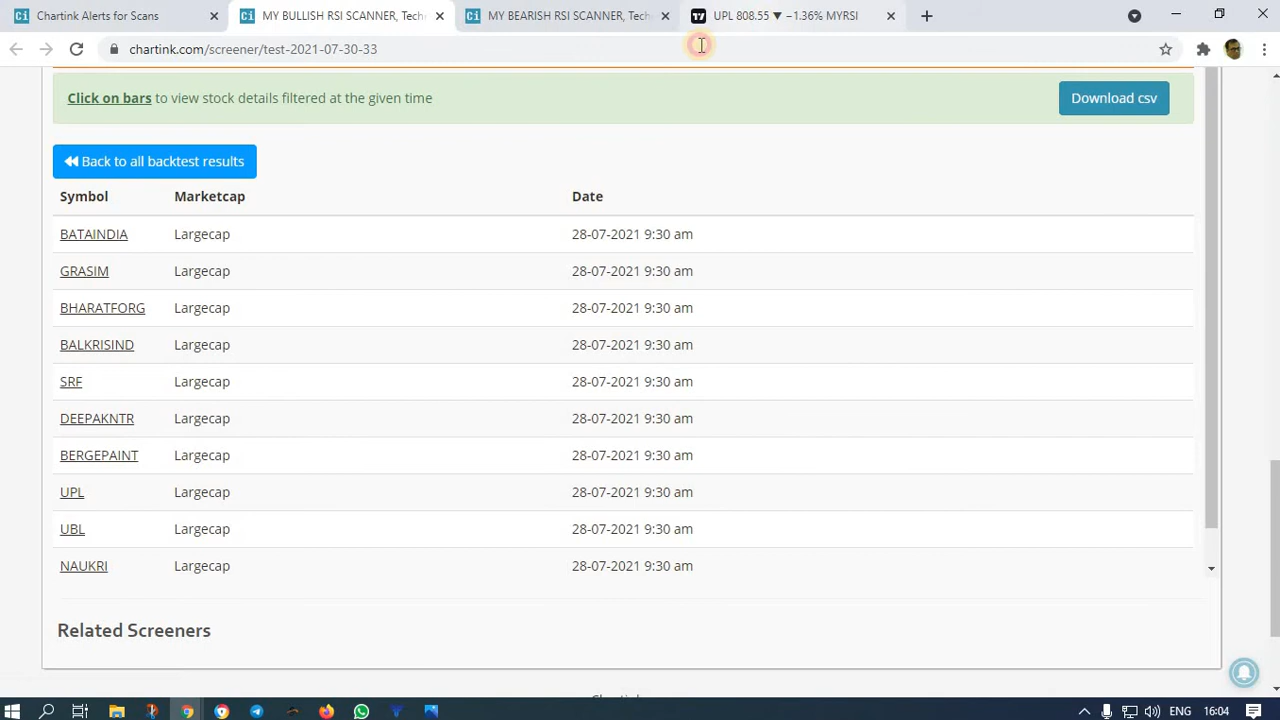 Chartink Alerts for Scans
MY BULLISH RSI SCANNER, Tech
MY BEARISH RSI SCANNER, Tech
UPL 808.55 ▼ −1.36% MYRSI
chartink.com/screener/test-2021-07-30-33
Click on bars to view stock details filtered at the given time
Download csv
Back to all backtest results
Symbol Marketcap Date
BATAINDIA Largecap 28-07-2021 9:30 am
GRASIM Largecap 28-07-2021 9:30 am
BHARATFORG Largecap 28-07-2021 9:30 am
BALKRISIND Largecap 28-07-2021 9:30 am
SRF Largecap 28-07-2021 9:30 am
DEEPAKNTR Largecap 28-07-2021 9:30 am
BERGEPAINT Largecap 28-07-2021 9:30 am
UPL Largecap 28-07-2021 9:30 am
UBL Largecap 28-07-2021 9:30 am
NAUKRI Largecap 28-07-2021 9:30 am
Related Screeners
ENG 16:04